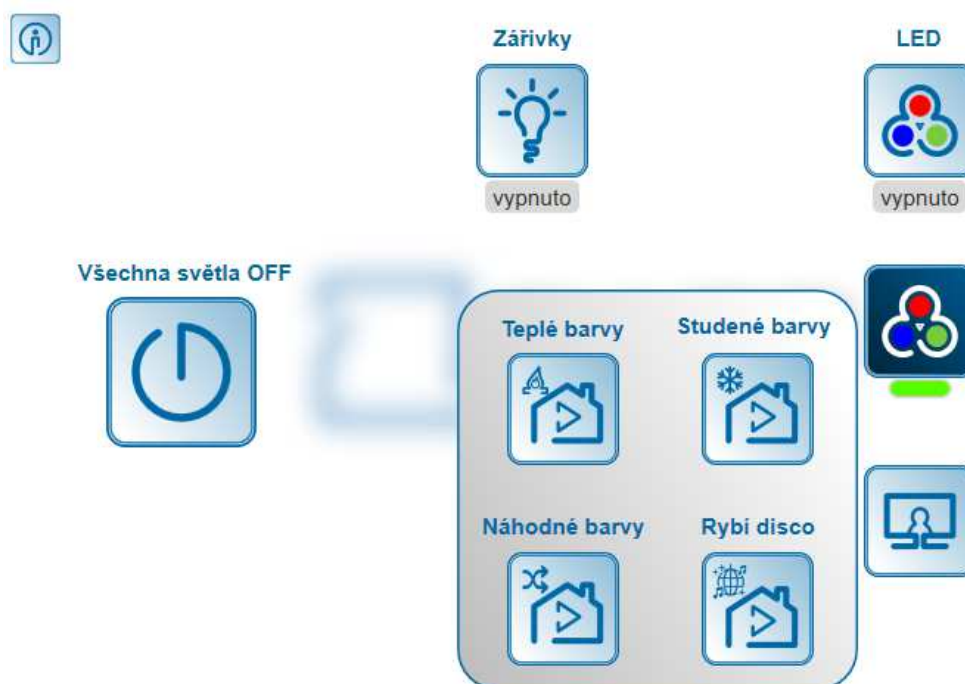 Zářivky
LED
vypnuto
vypnuto
Všechna světla OFF
Teplé barvy
Studené barvy
Náhodné barvy
Rybí disco